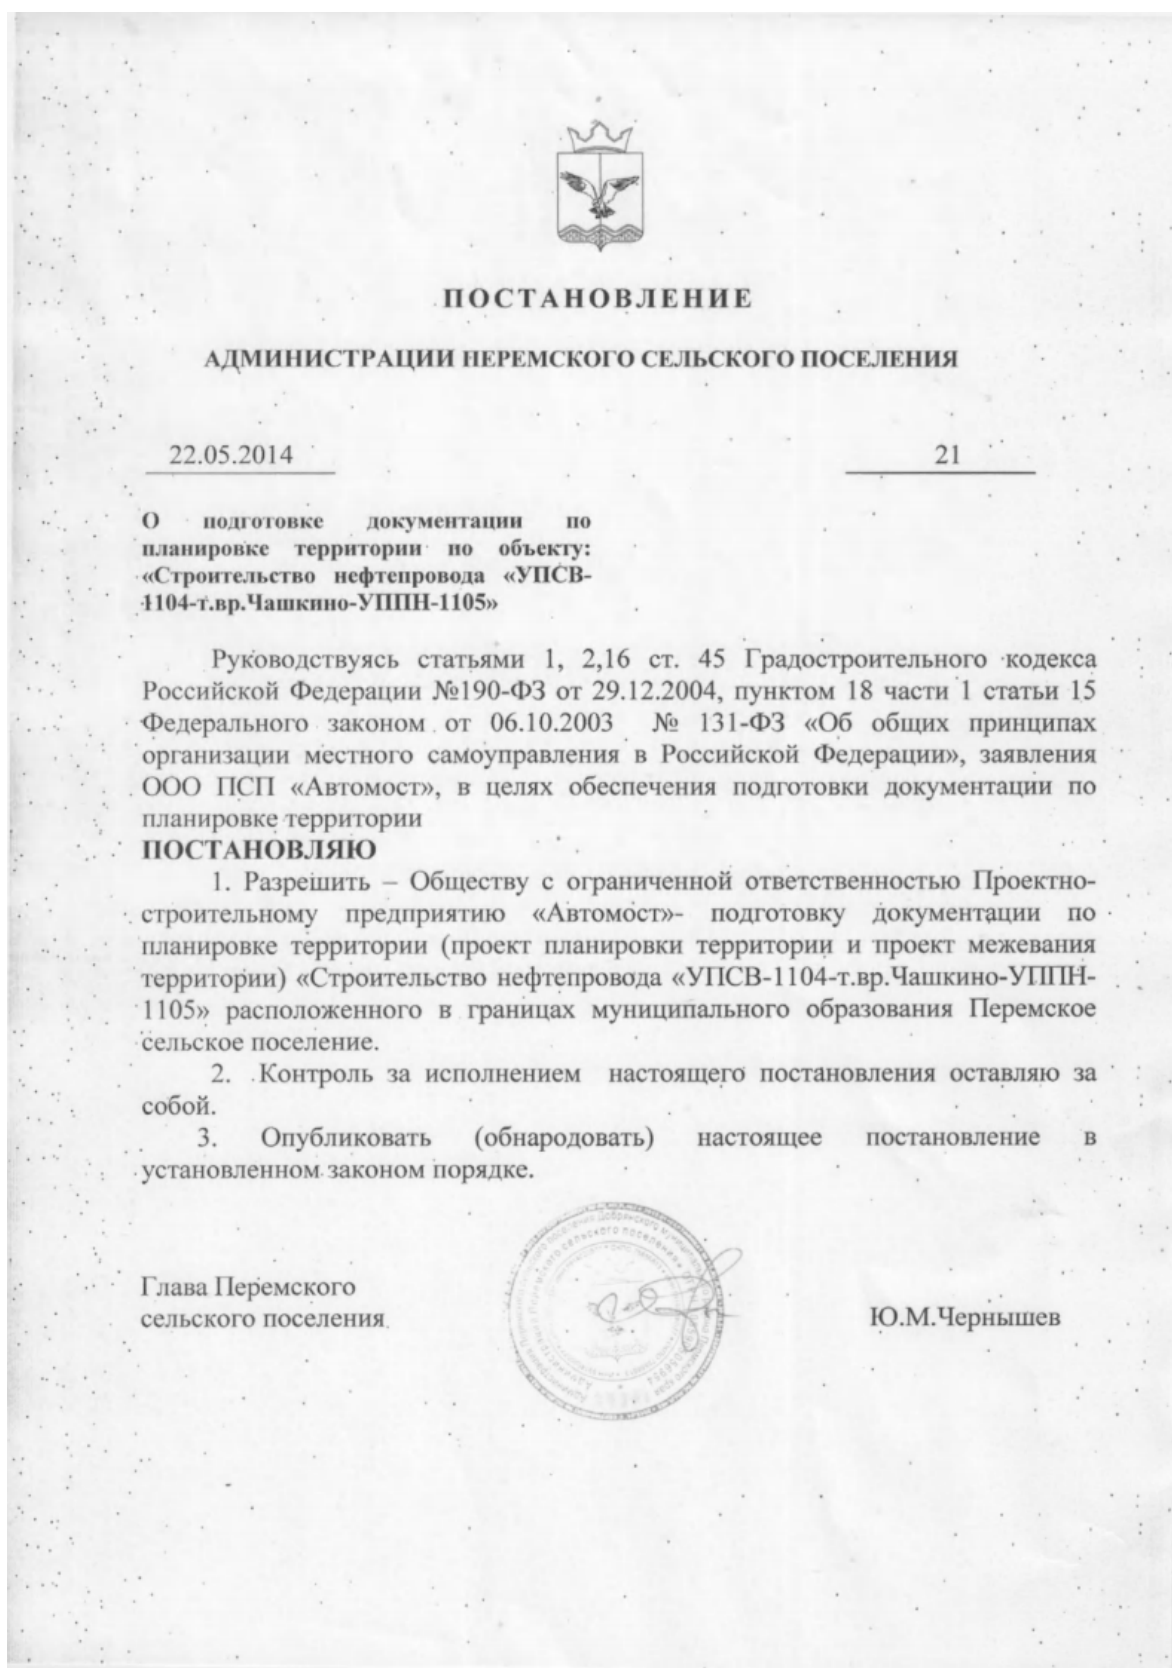 ПОСТАНОВЛЕНИЕ
АДМИНИСТРАЦИИ ПЕРЕМСКОГО СЕЛЬСКОГО ПОСЕЛЕНИЯ
22.05.2014 21
О подготовке документации по
планировке территории по объекту:
«Строительство нефтепровода «УПСВ-
1104-т.вр.Чашкино-УППН-1105»
Руководствуясь статьями 1, 2,16 ст. 45 Градостроительного кодекса
Российской Федерации №190-ФЗ от 29.12.2004, пунктом 18 части 1 статьи 15
Федерального законом от 06.10.2003 № 131-ФЗ «Об общих принципах
организации местного самоуправления в Российской Федерации», заявления
ООО ПСП «Автомост», в целях обеспечения подготовки документации по
планировке территории
ПОСТАНОВЛЯЮ
1. Разрешить – Обществу с ограниченной ответственностью Проектно-
строительному предприятию «Автомост»- подготовку документации по
планировке территории (проект планировки территории и проект межевания
территории) «Строительство нефтепровода «УПСВ-1104-т.вр.Чашкино-УППН-
1105» расположенного в границах муниципального образования Перемское
сельское поселение.
2. Контроль за исполнением настоящего постановления оставляю за
собой.
3. Опубликовать (обнародовать) настоящее постановление в
установленном законом порядке.
Глава Перемского
сельского поселения Ю.М.Чернышев